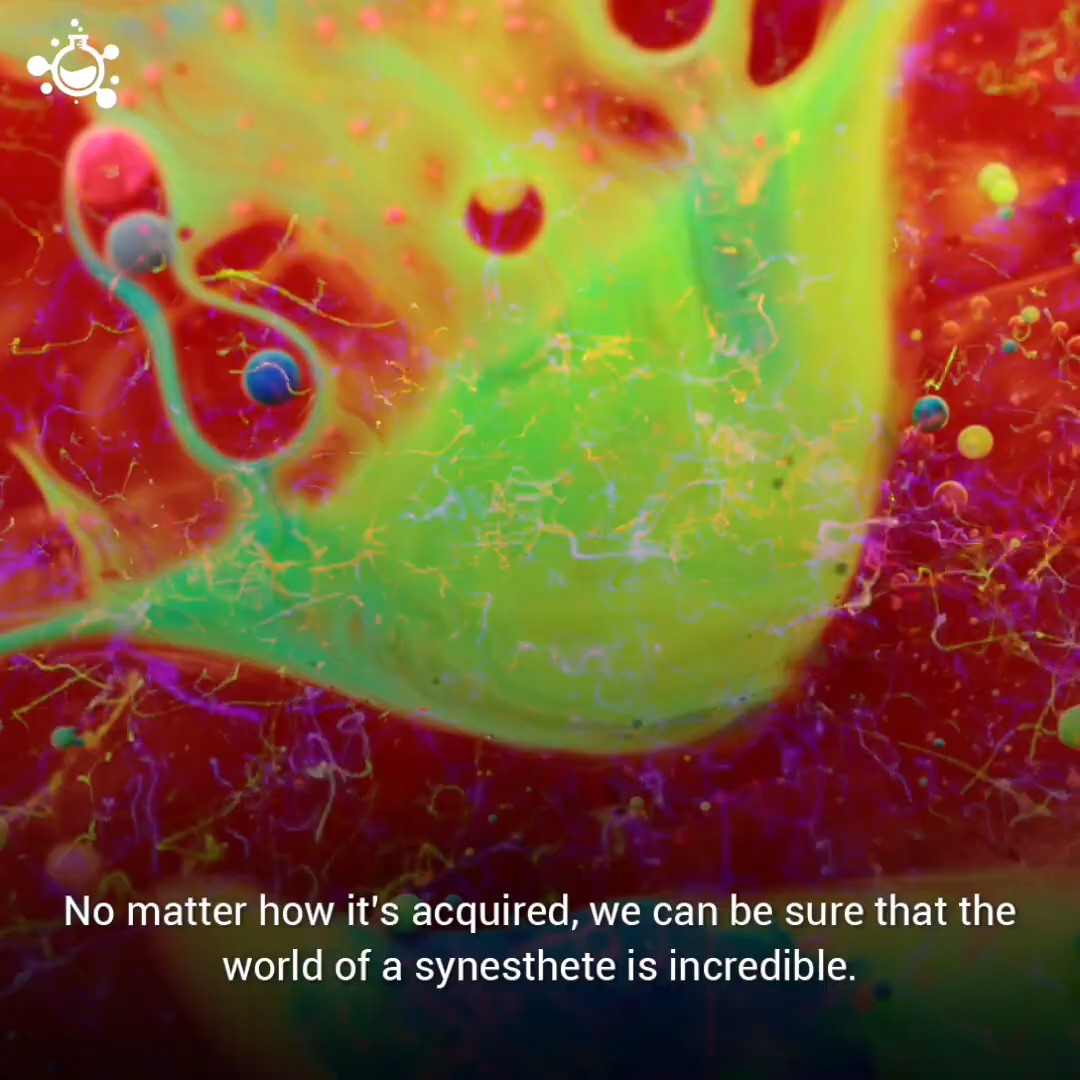 No matter how it's acquired, we can be sure that the
world of a synesthete is incredible.